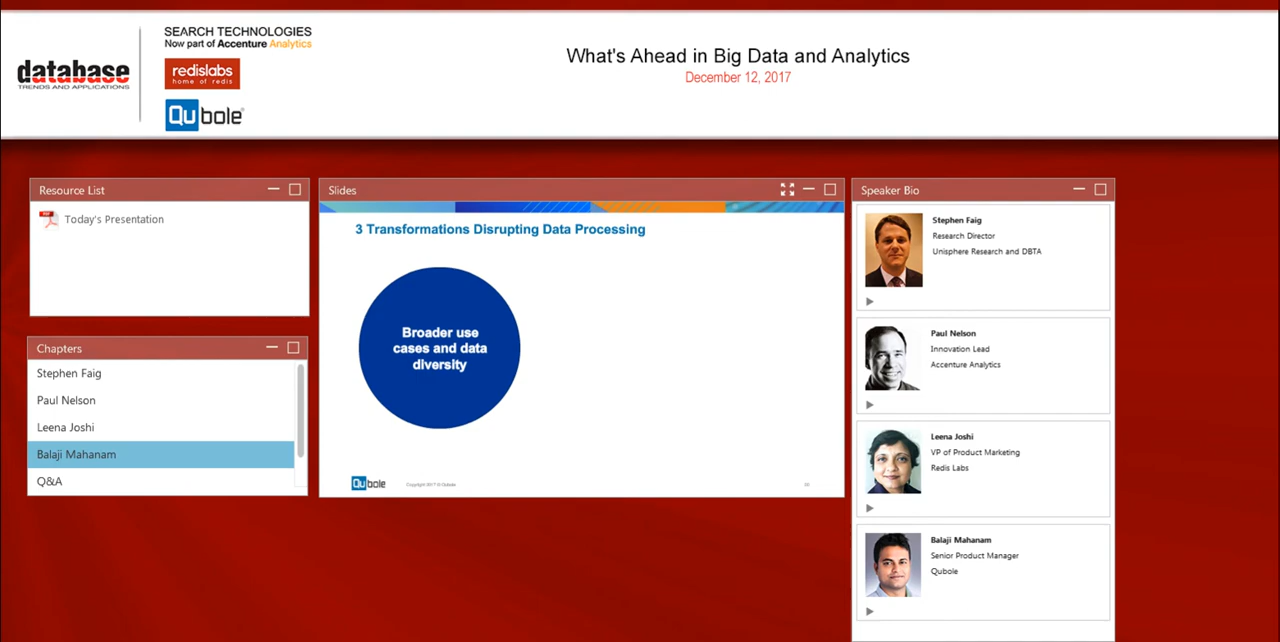 SEARCH TECHNOLOGIES
Now part of Accenture Analytics
database
TRENDS AND APPLICATIONS
redislabs
home of redis
Qubole
What's Ahead in Big Data and Analytics
December 12, 2017
Resource List
PDF
Today's Presentation
Chapters
Stephen Faig
Paul Nelson
Leena Joshi
Balaji Mahanam
Q&A
Slides
3 Transformations Disrupting Data Processing
Broader use
cases and data
diversity
Qubole
Copyright 2017 © Qubole
Speaker Bio
Stephen Faig
Research Director
Unisphere Research and DBTA
Paul Nelson
Innovation Lead
Accenture Analytics
Leena Joshi
VP of Product Marketing
Redis Labs
Balaji Mahanam
Senior Product Manager
Qubole